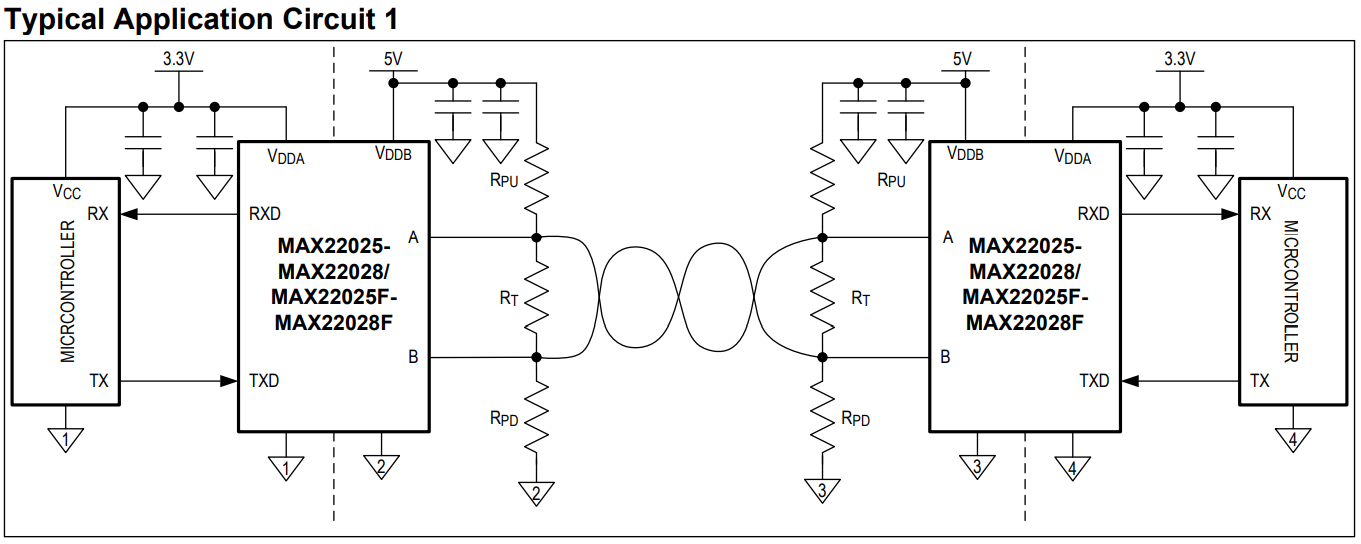 Typical Application Circuit 1
3.3V
5V
5V
3.3V
VDDA
VDDB
VDDB
VDDA
VCC
RX
RXD
RPU
RPU
RXD
RX
VCC
MICRCONTROLLER
MAX22025-
MAX22028/
MAX22025F-
MAX22028F
A
B
RT
RT
A
B
MAX22025-
MAX22028/
MAX22025F-
MAX22028F
MICRCONTROLLER
TX
TXD
RPD
RPD
TXD
TX
1
1
2
2
3
3
4
4